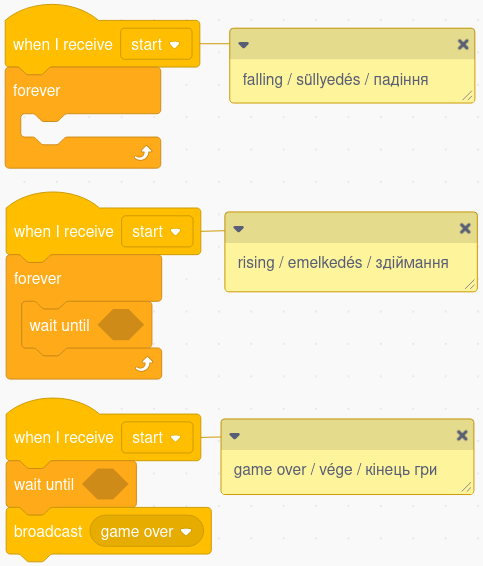 when I receive start
falling / süllyedés / падіння
forever
when I receive start
rising / emelkedés / здіймання
forever
wait until
when I receive start
game over / vége / кінець гри
wait until
broadcast game over